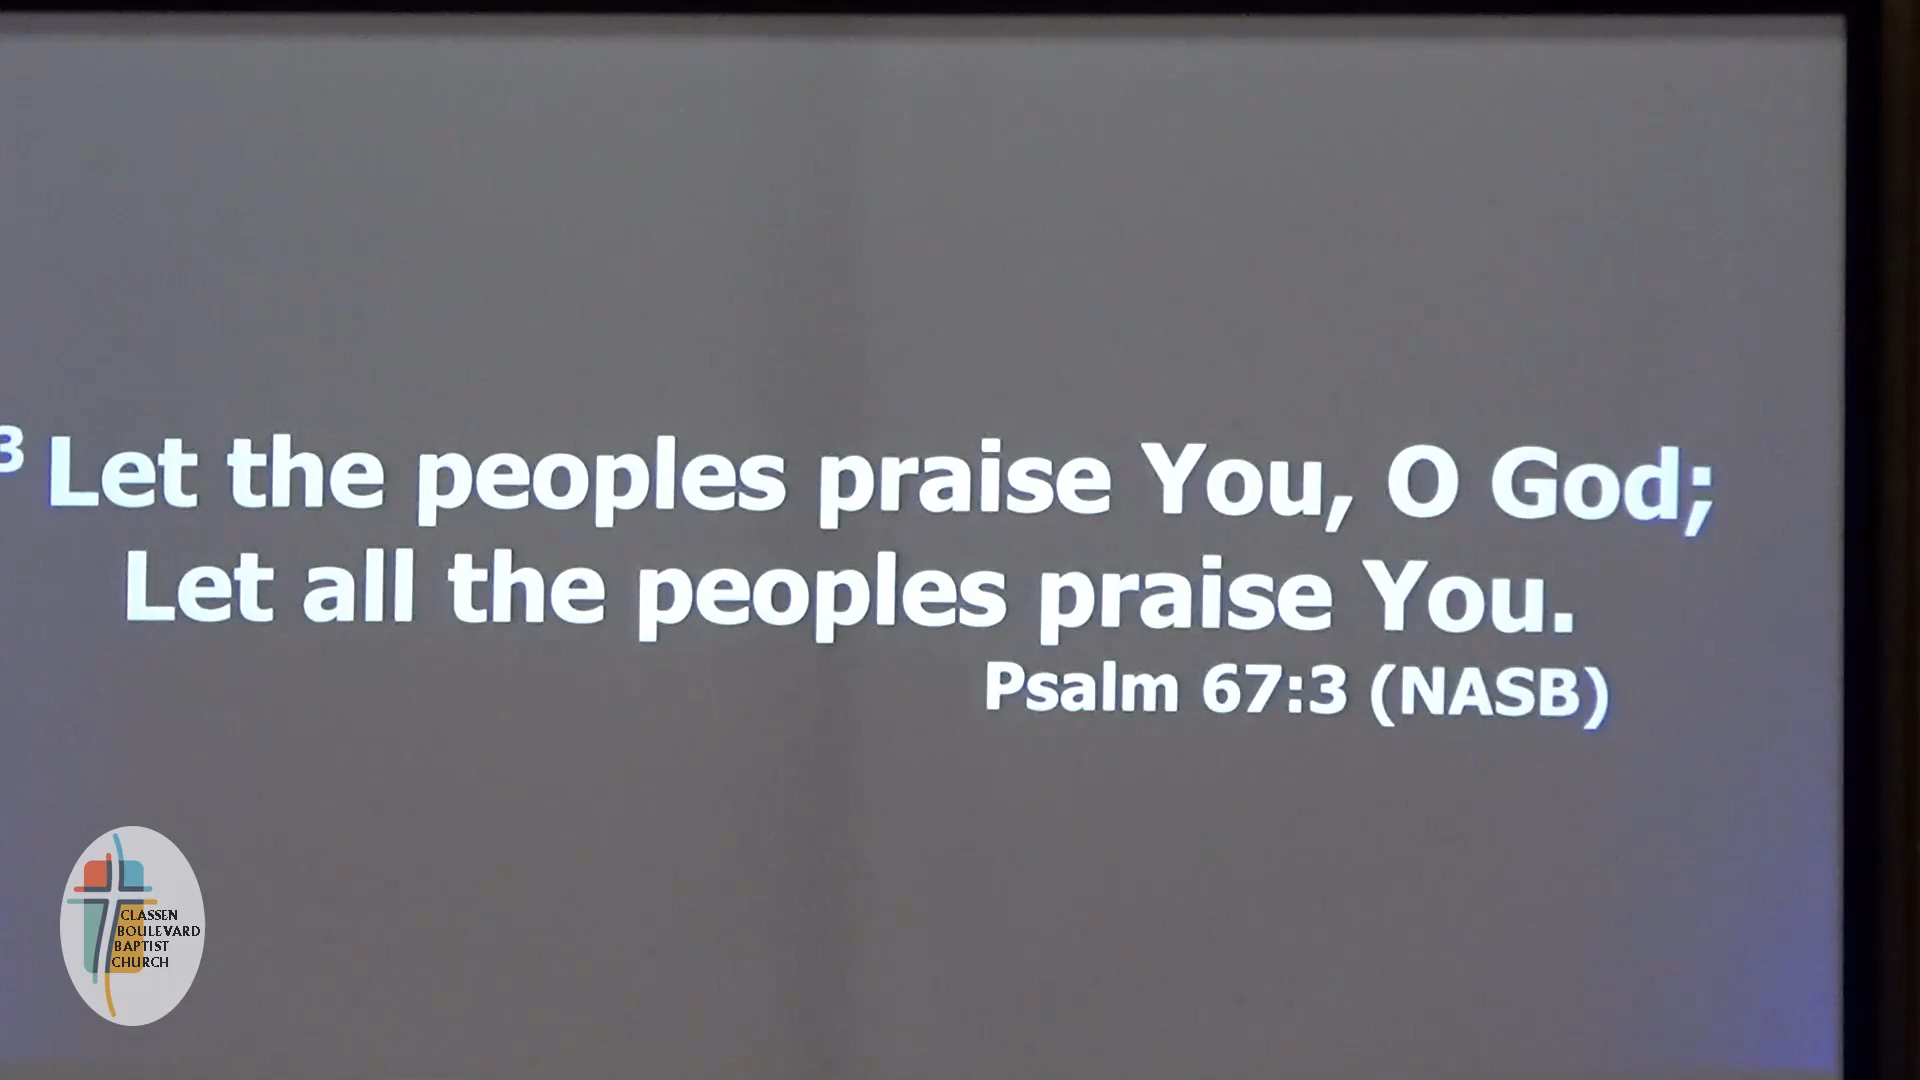 3 Let the peoples praise You, O God;
Let all the peoples praise You.
Psalm 67:3 (NASB)
CLASSEN
BOULEVARD
BAPTIST
CHURCH